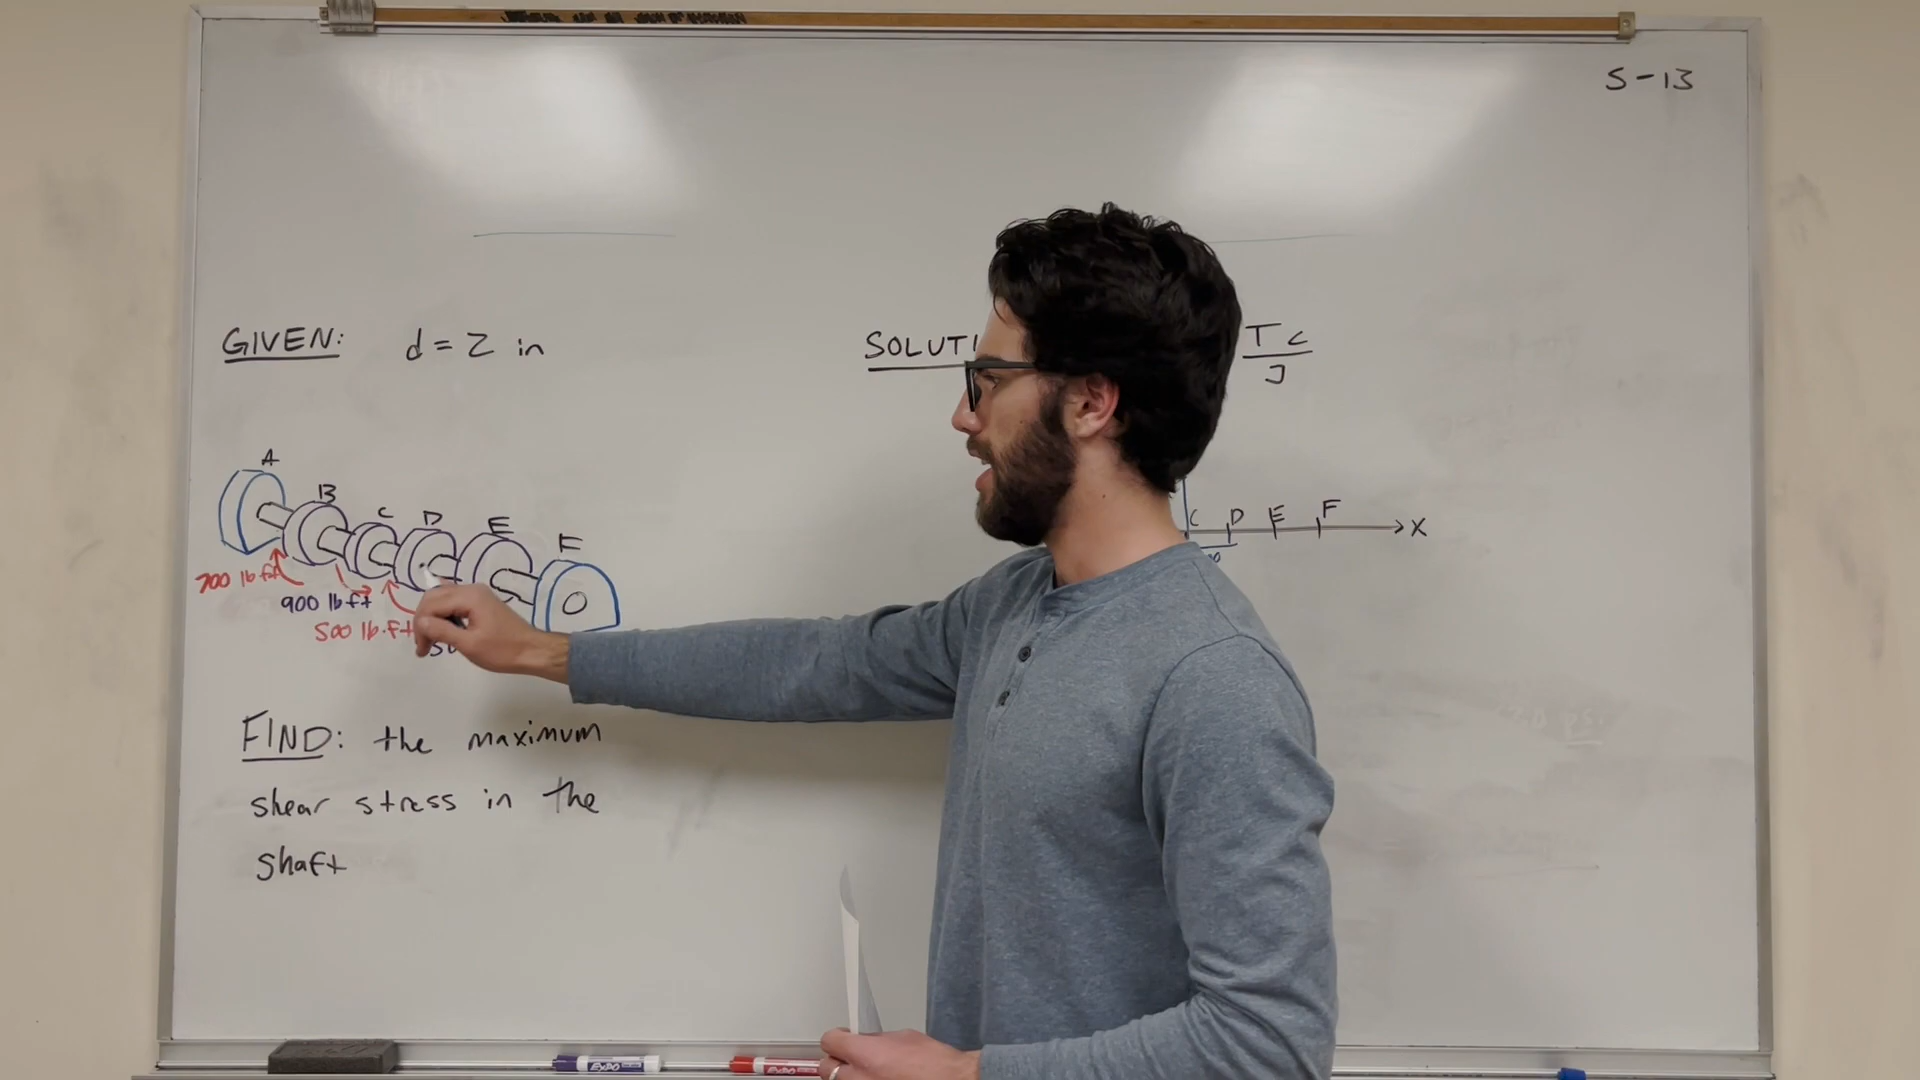 S-13
GIVEN: d = 2 in
SOLUTI
Tc
J
A
B
C
D
E
F
700 lb ft
900 lb ft
500 lb.ft
C D E F X
FIND: the maximum
shear stress in the
shaft
EXPO